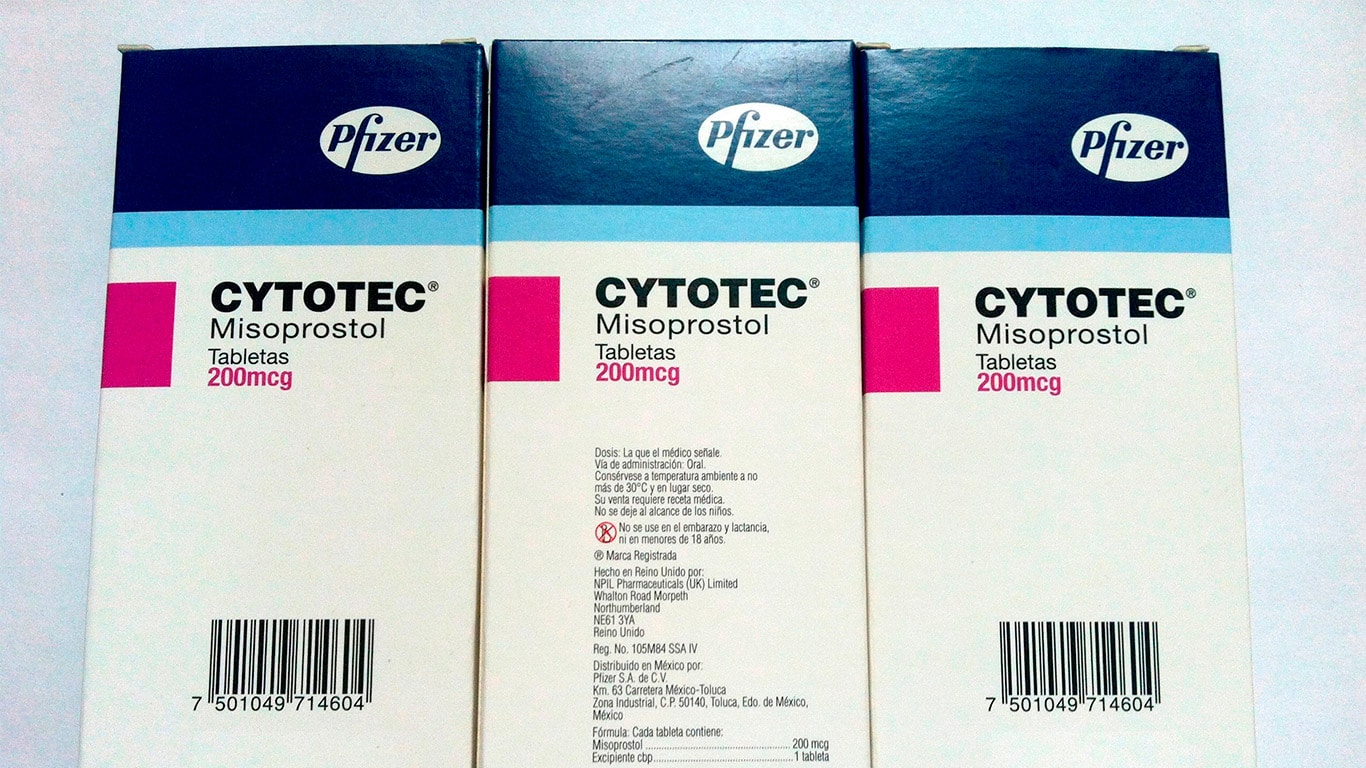 Pfizer
CYTOTEC®
Misoprostol
Tabletas
200mcg
7 501049 714604
Pfizer
CYTOTEC®
Misoprostol
Tabletas
200mcg
Dosis: La que el médico señale.
Vía de administración: Oral.
Consérvese a temperatura ambiente a no
más de 30°C y en lugar seco.
Su venta requiere receta médica.
No se deje al alcance de los niños.
No se use en el embarazo y lactancia,
ni en menores de 18 años.
® Marca Registrada
Hecho en Reino Unido por:
NPIL Pharmaceuticals (UK) Limited
Whalton Road Morpeth
Northumberland
NE61 3YA
Reino Unido
Reg. No. 105M84 SSA IV
Distribuido en México por:
Pfizer S.A. de C.V.
Km. 63 Carretera México-Toluca
Zona Industrial, C.P. 50140, Toluca, Edo. de México,
México
Fórmula: Cada tableta contiene:
Misoprostol ........................................ 200 mcg
Excipiente cbp........................................ 1 tableta
Pfizer
CYTOTEC®
Misoprostol
Tabletas
200mcg
7 501049 714604